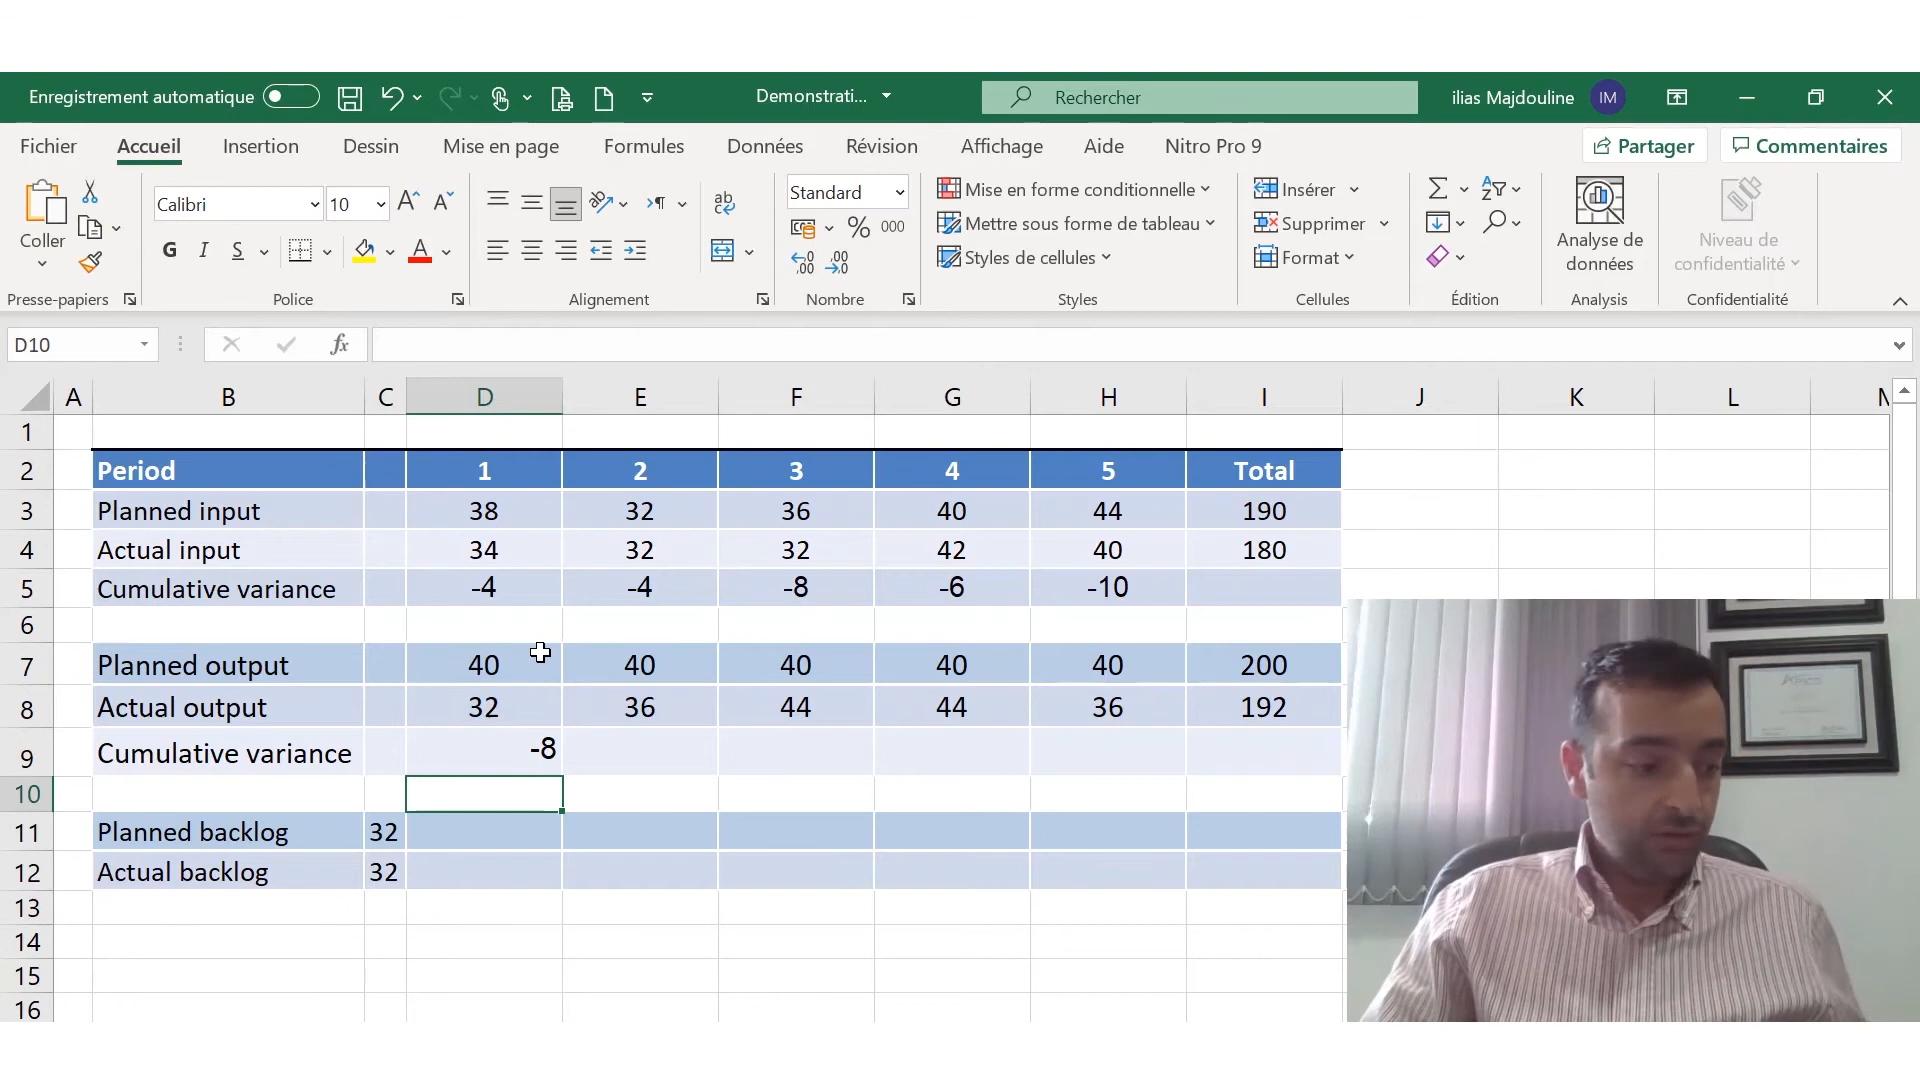 Enregistrement automatique Demonstrati... Rechercher ilias Majdouline IM
Fichier Accueil Insertion Dessin Mise en page Formules Données Révision Affichage Aide Nitro Pro 9 Partager Commentaires
Coller
Presse-papiers
Calibri 10
G I S A
Police
ab
Alignement
Standard
% 000
Nombre
Mise en forme conditionnelle
Mettre sous forme de tableau
Styles de cellules
Styles
Insérer
Supprimer
Format
Cellules
Édition
Analyse de
données
Analysis
Niveau de
confidentialité
Confidentialité
D10 fx
A B C D E F G H I J K L M
1
2 Period 1 2 3 4 5 Total
3 Planned input 38 32 36 40 44 190
4 Actual input 34 32 32 42 40 180
5 Cumulative variance -4 -4 -8 -6 -10
6
7 Planned output 40 40 40 40 40 200
8 Actual output 32 36 44 44 36 192
9 Cumulative variance -8
10
11 Planned backlog 32
12 Actual backlog 32
13
14
15
16